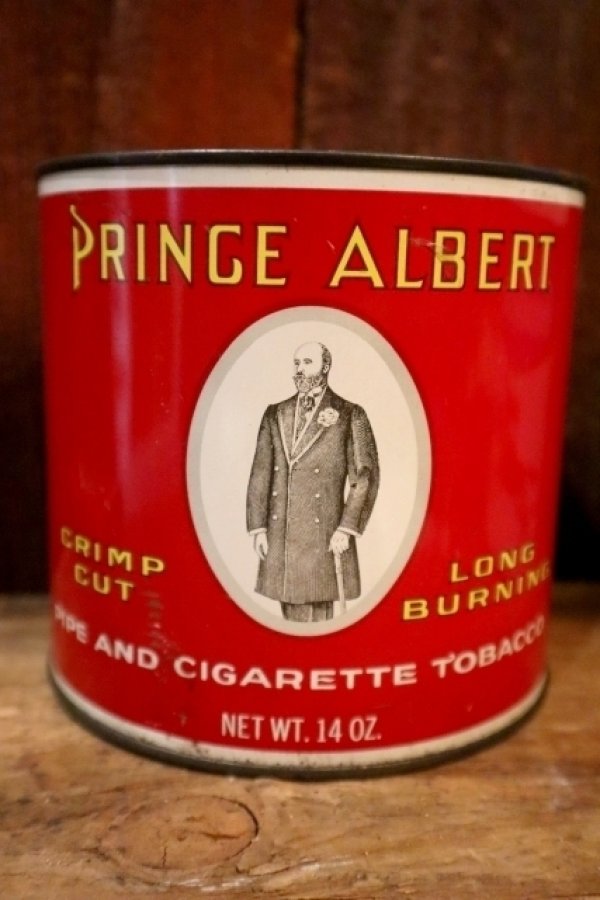 PRINCE ALBERT
CRIMP
CUT
LONG
BURNING
PIPE AND CIGARETTE TOBACCO
NET WT. 14 OZ.